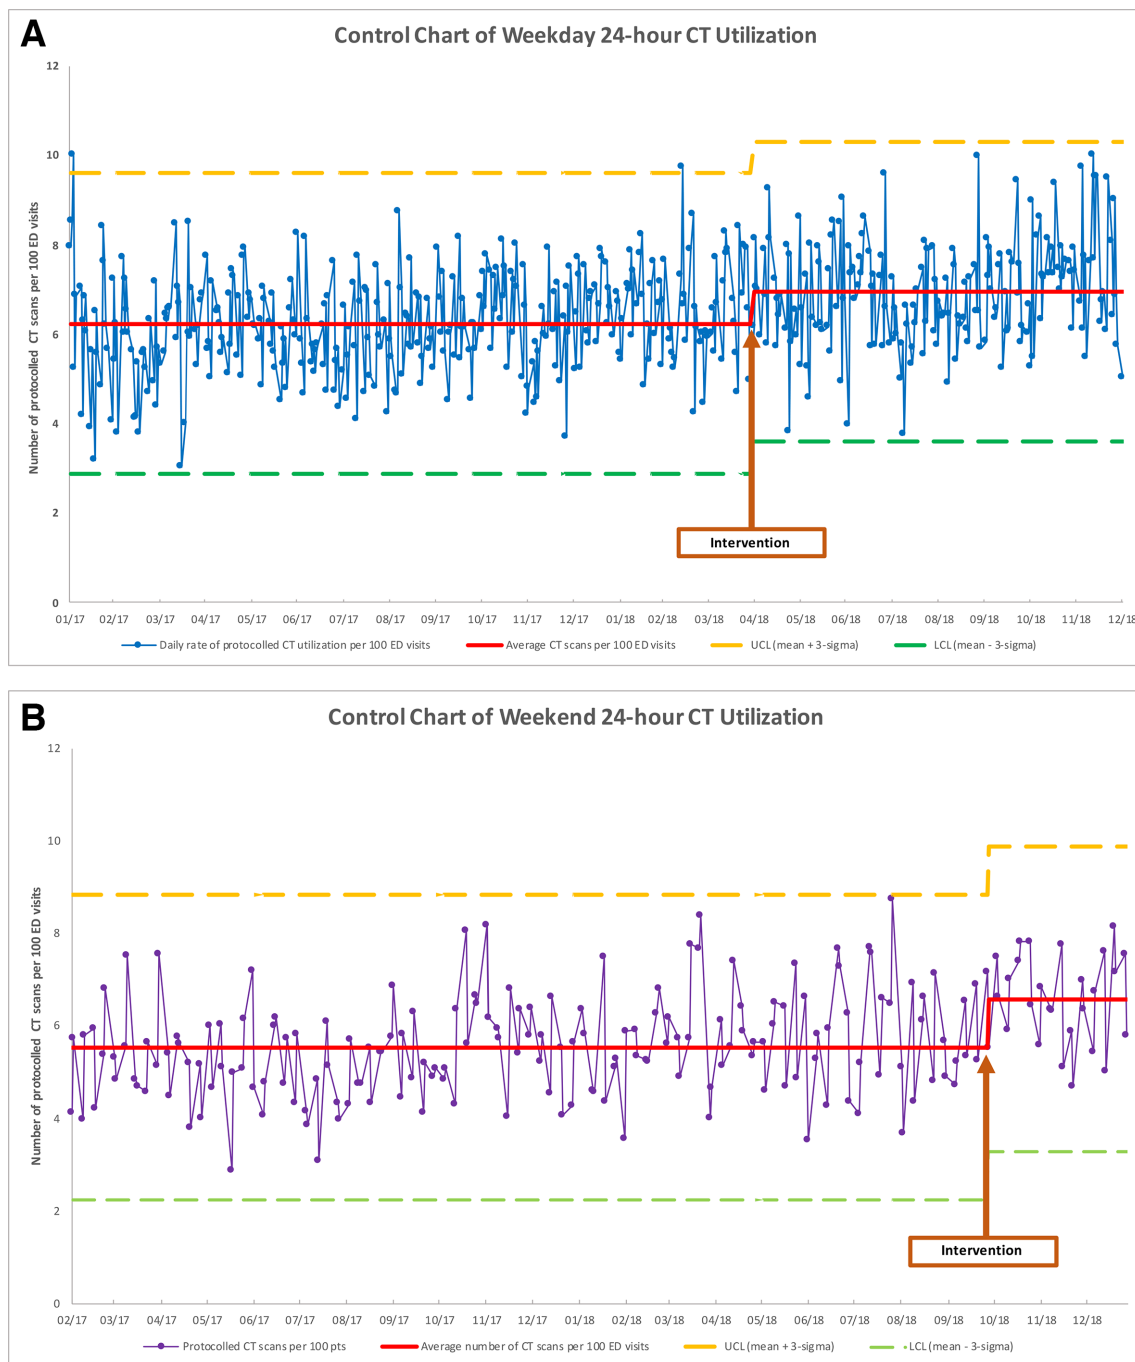 A
Control Chart of Weekday 24-hour CT Utilization
Number of protocolled CT scans per 100 ED visits
12
10
8
6
4
2
0
Intervention
01/17 02/17 03/17 04/17 05/17 06/17 07/17 08/17 09/17 10/17 11/17 12/17 01/18 02/18 03/18 04/18 05/18 06/18 07/18 08/18 09/18 10/18 11/18 12/18
Daily rate of protocolled CT utilization per 100 ED visits Average CT scans per 100 ED visits UCL (mean + 3-sigma) LCL (mean - 3-sigma)
B
Control Chart of Weekend 24-hour CT Utilization
Number of protocolled CT scans per 100 ED visits
12
10
8
6
4
2
0
Intervention
02/17 03/17 04/17 05/17 06/17 07/17 08/17 09/17 10/17 11/17 12/17 01/18 02/18 03/18 04/18 05/18 06/18 07/18 08/18 09/18 10/18 11/18 12/18
Protocolled CT scans per 100 pts Average number of CT scans per 100 ED visits UCL (mean + 3-sigma) LCL (mean - 3-sigma)